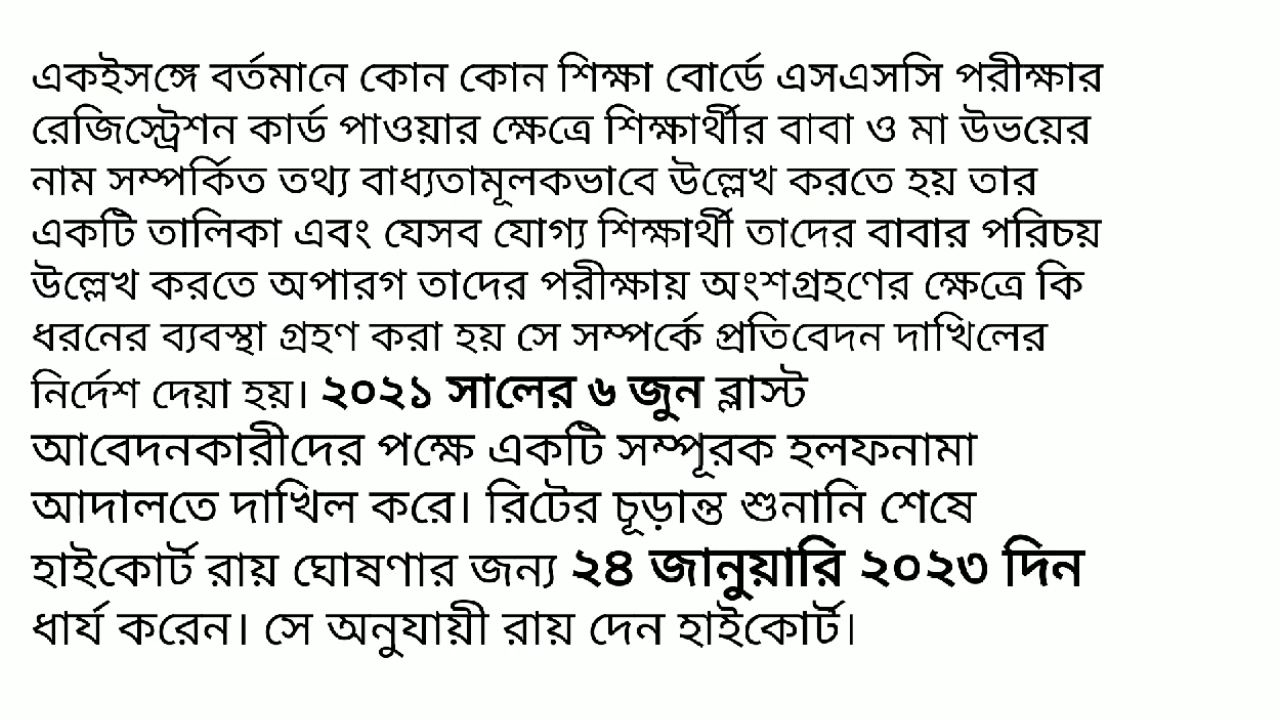 একইসঙ্গে বর্তমানে কোন কোন শিক্ষা বোর্ডে এসএসসি পরীক্ষার
রেজিস্ট্রেশন কার্ড পাওয়ার ক্ষেত্রে শিক্ষার্থীর বাবা ও মা উভয়ের
নাম সম্পর্কিত তথ্য বাধ্যতামূলকভাবে উল্লেখ করতে হয় তার
একটি তালিকা এবং যেসব যোগ্য শিক্ষার্থী তাদের বাবার পরিচয়
উল্লেখ করতে অপারগ তাদের পরীক্ষায় অংশগ্রহণের ক্ষেত্রে কি
ধরনের ব্যবস্থা গ্রহণ করা হয় সে সম্পর্কে প্রতিবেদন দাখিলের
নির্দেশ দেয়া হয়। ২০২১ সালের ৬ জুন ব্লাস্ট
আবেদনকারীদের পক্ষে একটি সম্পূরক হলফনামা
আদালতে দাখিল করে। রিটের চূড়ান্ত শুনানি শেষে
হাইকোর্ট রায় ঘোষণার জন্য ২৪ জানুয়ারি ২০২৩ দিন
ধার্য করেন। সে অনুযায়ী রায় দেন হাইকোর্ট।